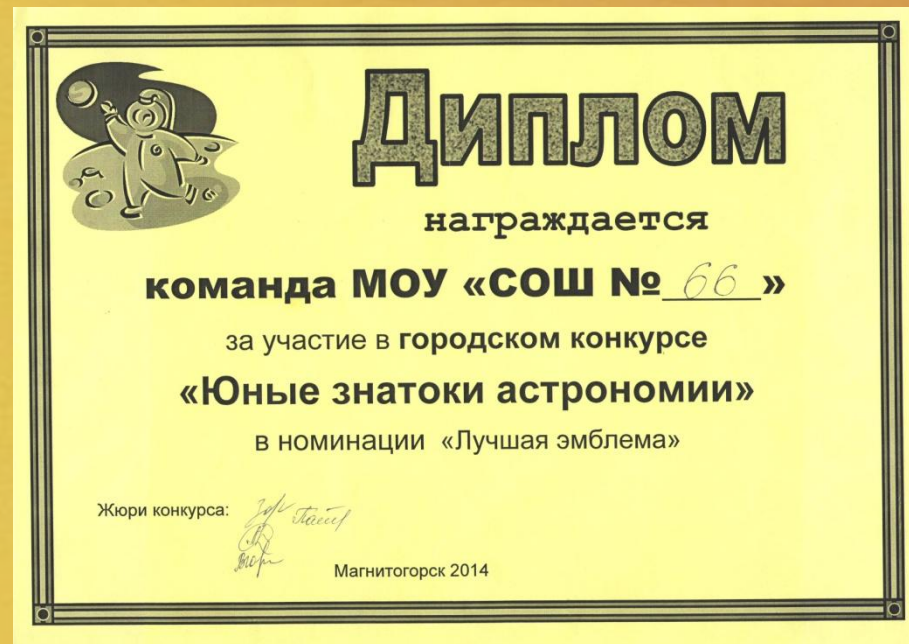 Диплом
награждается
команда МОУ «СОШ № 66»
за участие в городском конкурсе
«Юные знатоки астрономии»
в номинации «Лучшая эмблема»
Жюри конкурса:
Магнитогорск 2014